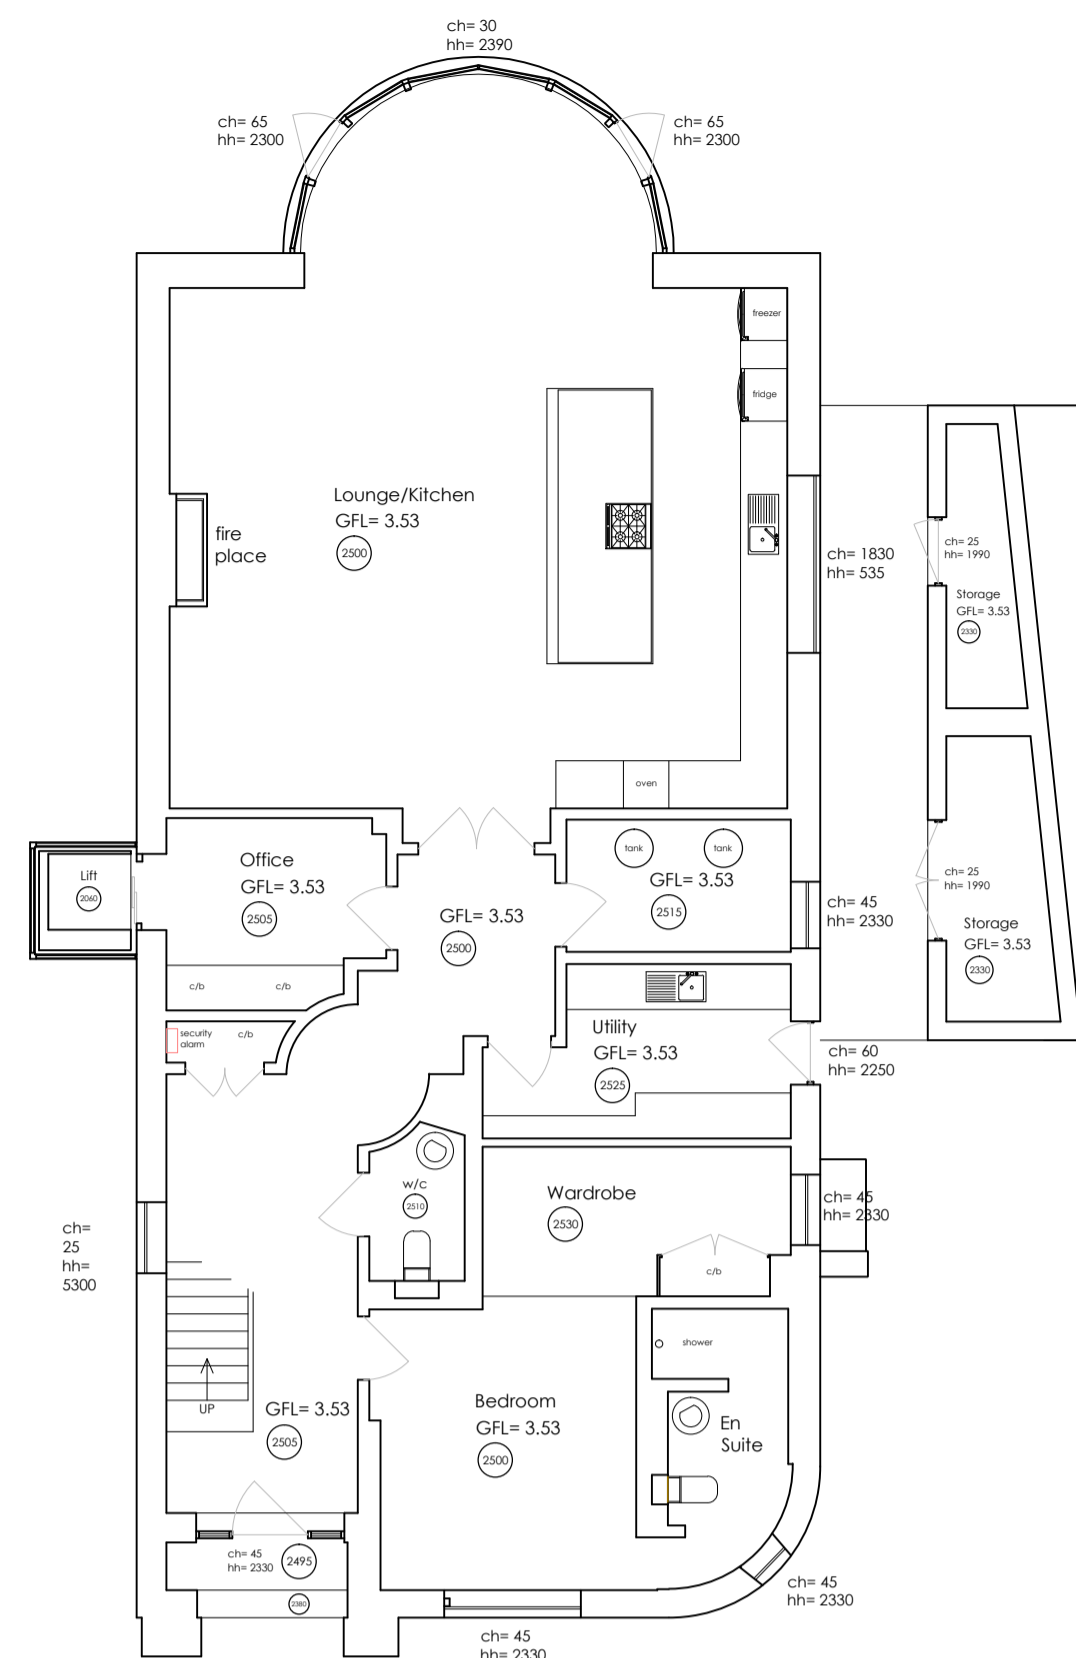 ch= 30
hh= 2390
ch= 65
hh= 2300
ch= 65
hh= 2300
freezer
fridge
Lounge/Kitchen
GFL= 3.53
2500
fire
place
ch= 1830
hh= 535
ch= 25
hh= 1990
Storage
GFL= 3.53
2330
oven
Lift
2060
Office
GFL= 3.53
2505
c/b
c/b
GFL= 3.53
2500
tank
tank
GFL= 3.53
2515
ch= 45
hh= 2330
ch= 25
hh= 1990
Storage
GFL= 3.53
2330
security
alarm
c/b
Utility
GFL= 3.53
2525
ch= 60
hh= 2250
w/c
2510
Wardrobe
2530
ch= 45
hh= 2330
c/b
ch=
25
hh=
5300
UP
GFL= 3.53
2505
shower
Bedroom
GFL= 3.53
2500
En
Suite
ch= 45
hh= 2330
2495
2380
ch= 45
hh= 2330
ch= 45
hh= 2330